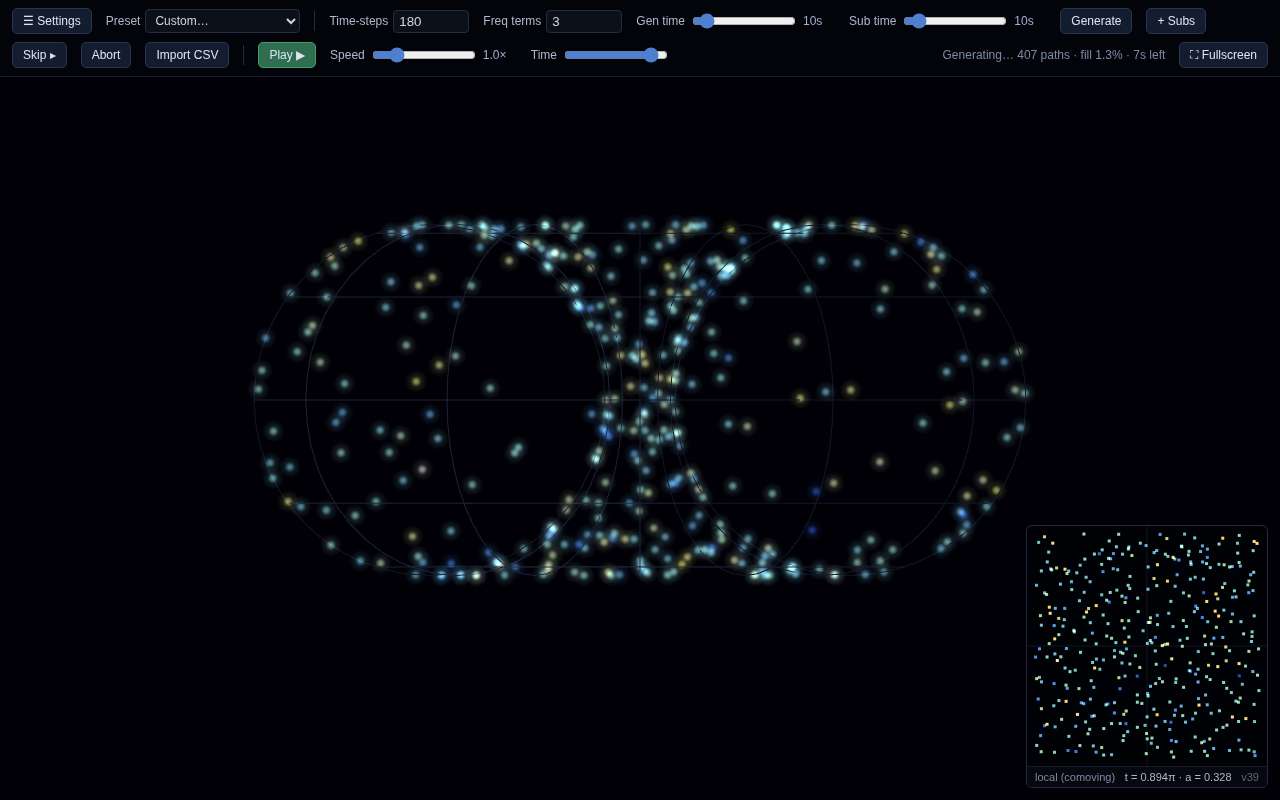 ☰ Settings Preset Custom… Time-steps 180 Freq terms 3 Gen time 10s Sub time 10s Generate + Subs
Skip ▸ Abort Import CSV Play ▶ Speed 1.0× Time Generating… 407 paths · fill 1.3% · 7s left ⛶ Fullscreen
local (comoving) t = 0.894π · a = 0.328 v39